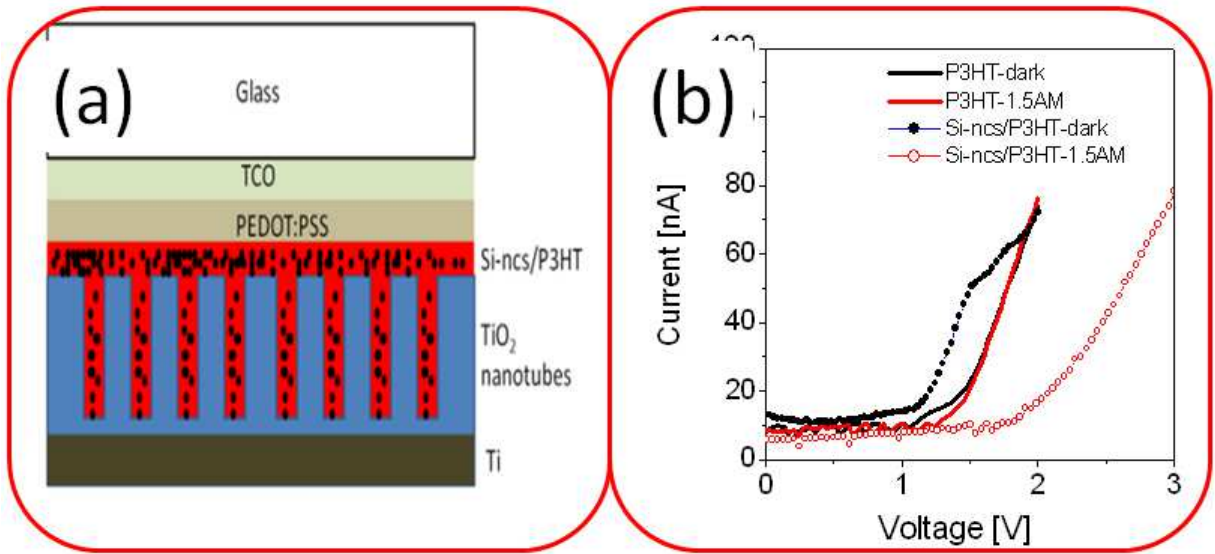 (a)
Glass
TCO
PEDOT:PSS
Si-ncs/P3HT
TiO2
nanotubes
Ti
(b)
P3HT-dark
P3HT-1.5AM
Si-ncs/P3HT-dark
Si-ncs/P3HT-1.5AM
80
60
40
20
0
Current [nA]
0 1 2 3
Voltage [V]